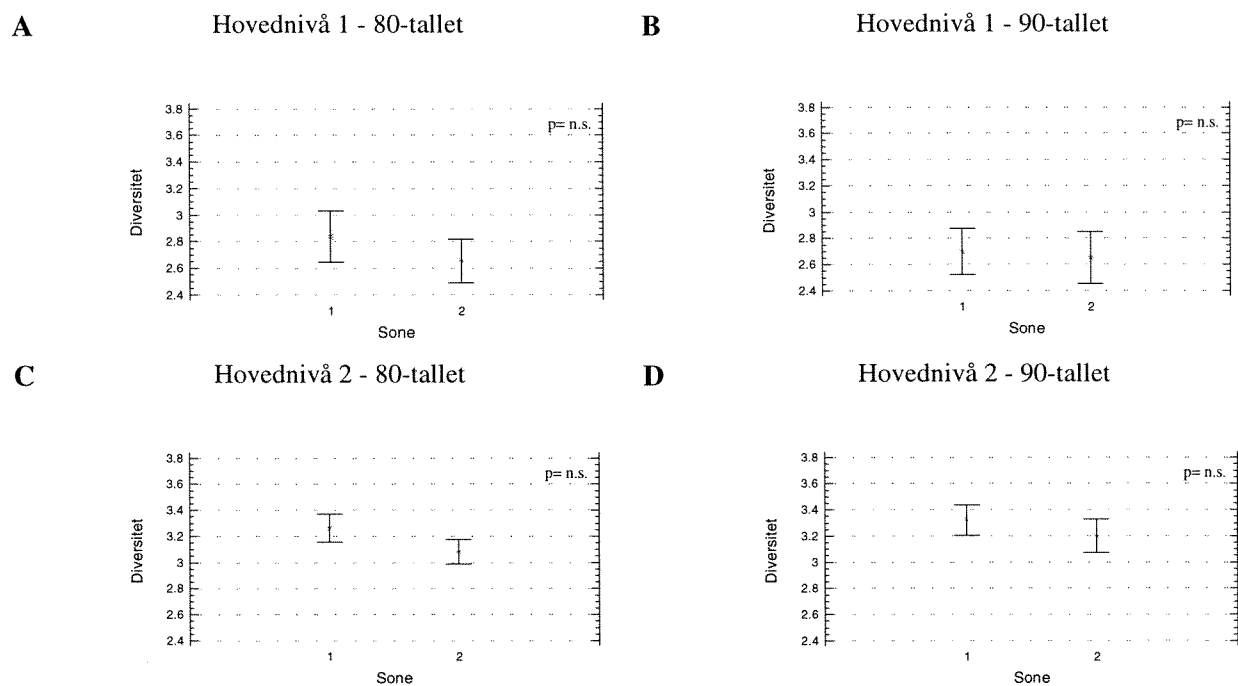 A
Hovednivå 1 - 80-tallet
3.8
3.6
3.4
3.2
3
2.8
2.6
2.4
Diversitet
p= n.s.
1
2
Sone
B
Hovednivå 1 - 90-tallet
3.8
3.6
3.4
3.2
3
2.8
2.6
2.4
Diversitet
p= n.s.
1
2
Sone
C
Hovednivå 2 - 80-tallet
3.8
3.6
3.4
3.2
3
2.8
2.6
2.4
Diversitet
p= n.s.
1
2
Sone
D
Hovednivå 2 - 90-tallet
3.8
3.6
3.4
3.2
3
2.8
2.6
2.4
Diversitet
p= n.s.
1
2
Sone